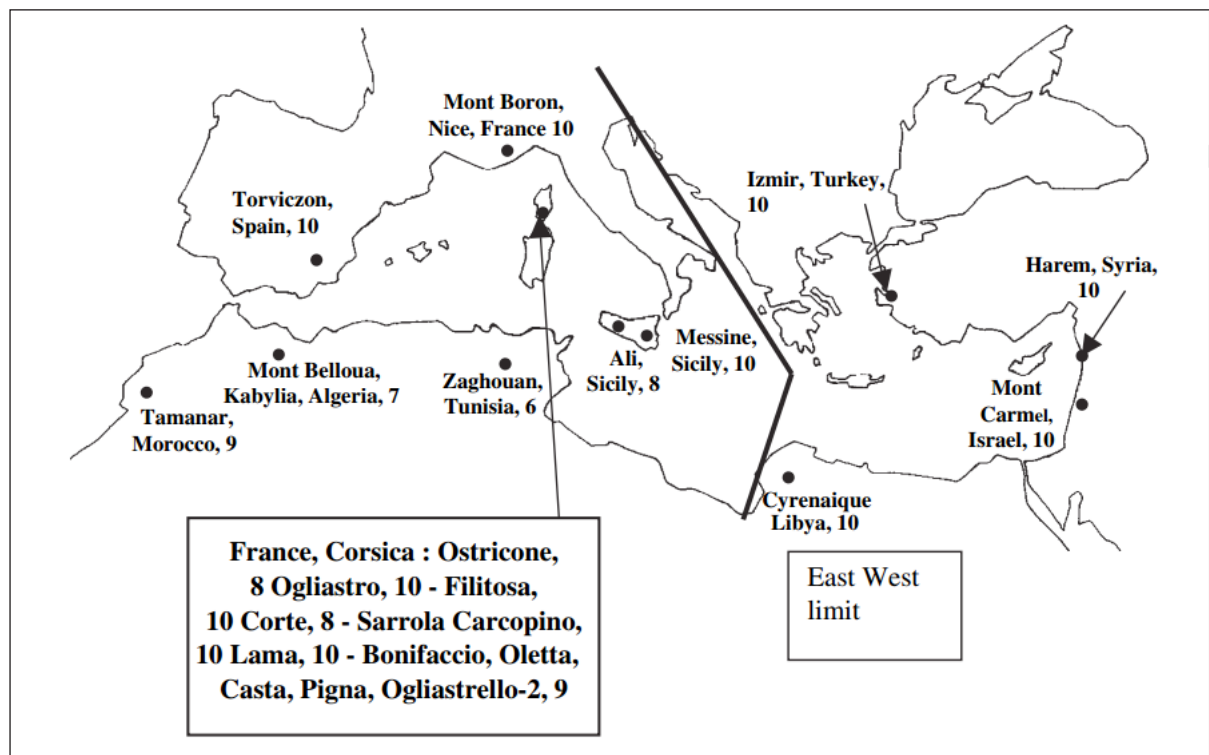 Mont Boron,
Nice, France 10
Torviczon,
Spain, 10
Izmir, Turkey,
10
Harem, Syria,
10
Messine,
Sicily, 10
Ali,
Sicily, 8
Mont Belloua,
Kabylia, Algeria, 7
Zaghouan,
Tunisia, 6
Tamanar,
Morocco, 9
Mont
Carmel,
Israel, 10
Cyrenaique
Libya, 10
France, Corsica : Ostricone,
8 Ogliastro, 10 - Filitosa,
10 Corte, 8 - Sarrola Carcopino,
10 Lama, 10 - Bonifaccio, Oletta,
Casta, Pigna, Ogliastrello-2, 9
East West
limit